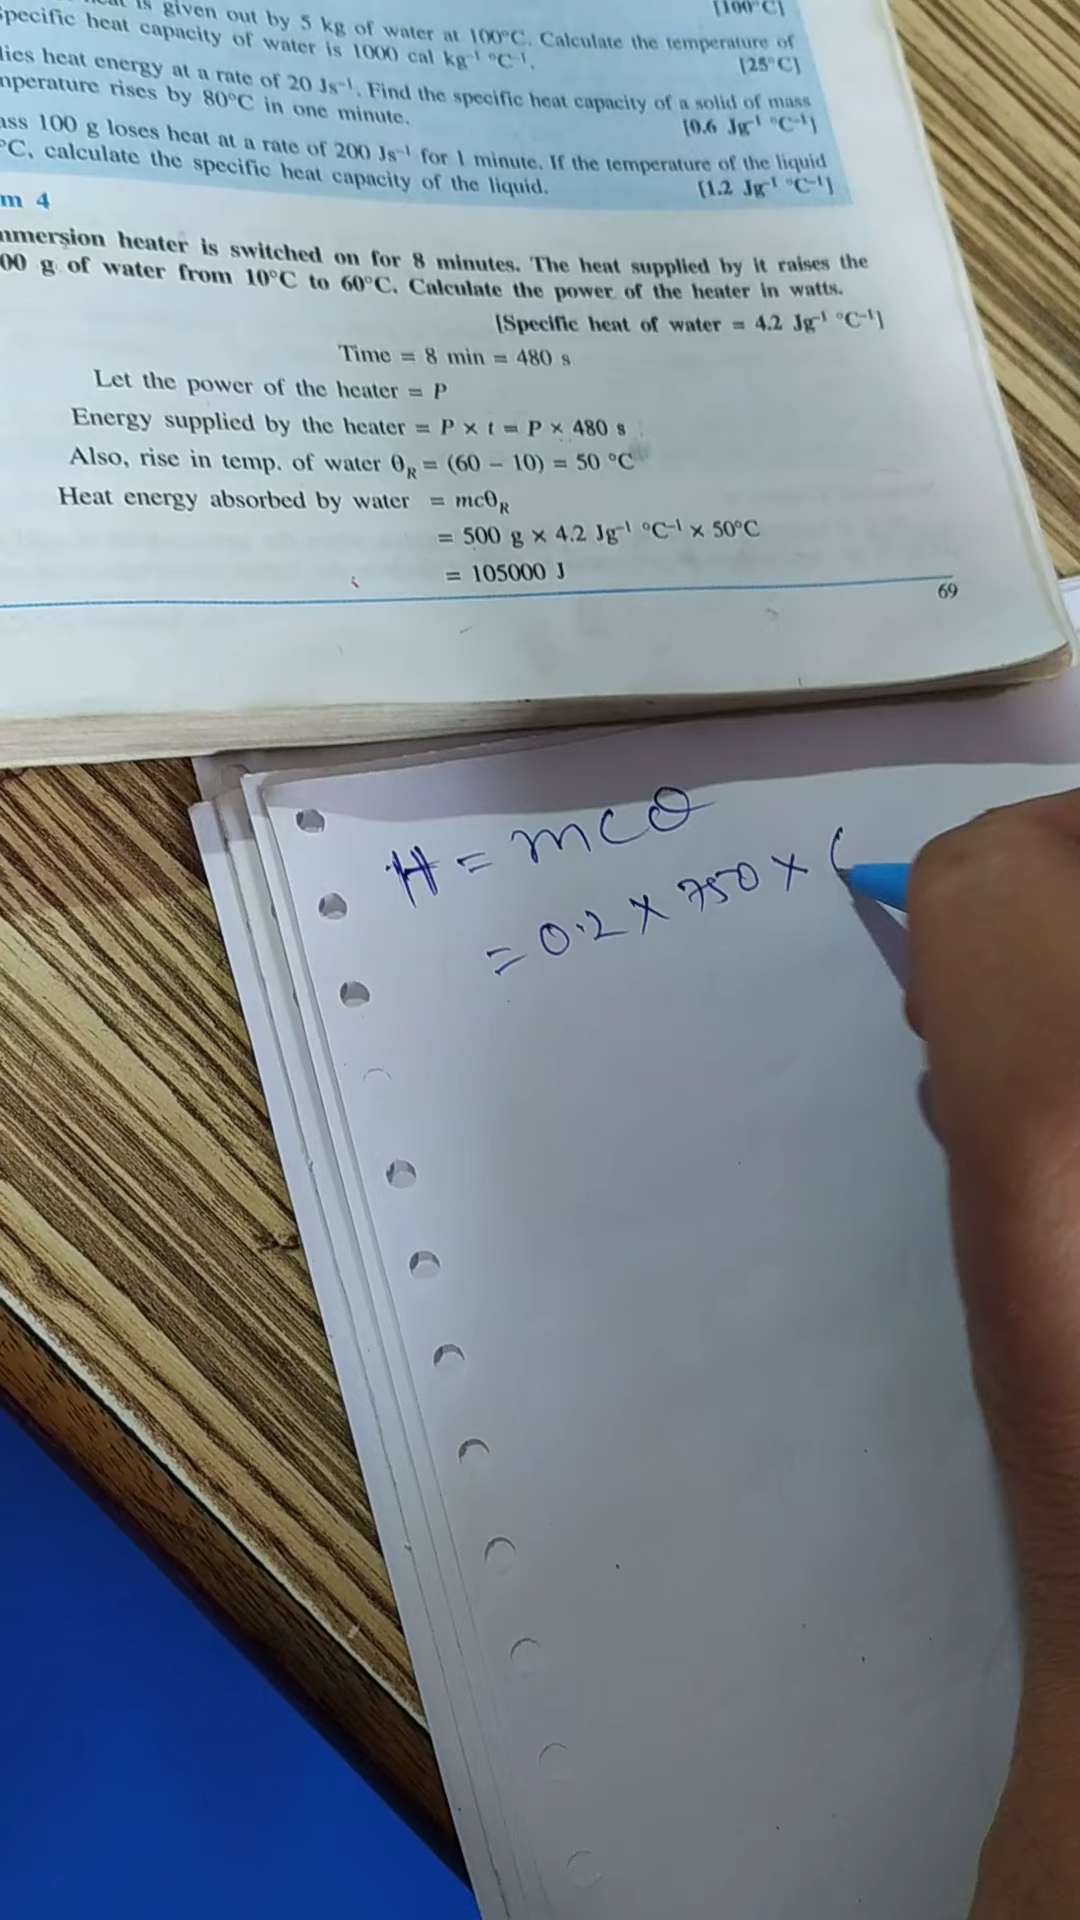 is given out by 5 kg of water at 100°C. Calculate the temperature of
[100°C]
pecific heat capacity of water is 1000 cal kg⁻¹ °C⁻¹.
[25°C]
lies heat energy at a rate of 20 Js⁻¹. Find the specific heat capacity of a solid of mass
mperature rises by 80°C in one minute.
[0.6 Jg⁻¹ °C⁻¹]
ass 100 g loses heat at a rate of 200 Js⁻¹ for 1 minute. If the temperature of the liquid
°C, calculate the specific heat capacity of the liquid.
[1.2 Jg⁻¹ °C⁻¹]
m 4
mmersion heater is switched on for 8 minutes. The heat supplied by it raises the
00 g of water from 10°C to 60°C. Calculate the power of the heater in watts.
[Specific heat of water = 4.2 Jg⁻¹ °C⁻¹]
Time = 8 min = 480 s
Let the power of the heater = P
Energy supplied by the heater = P × t = P × 480 s
Also, rise in temp. of water θR = (60 – 10) = 50 °C
Heat energy absorbed by water = mcθR
= 500 g × 4.2 Jg⁻¹ °C⁻¹ × 50°C
= 105000 J
69
H = mcθ
= 0.2 × 750 × (